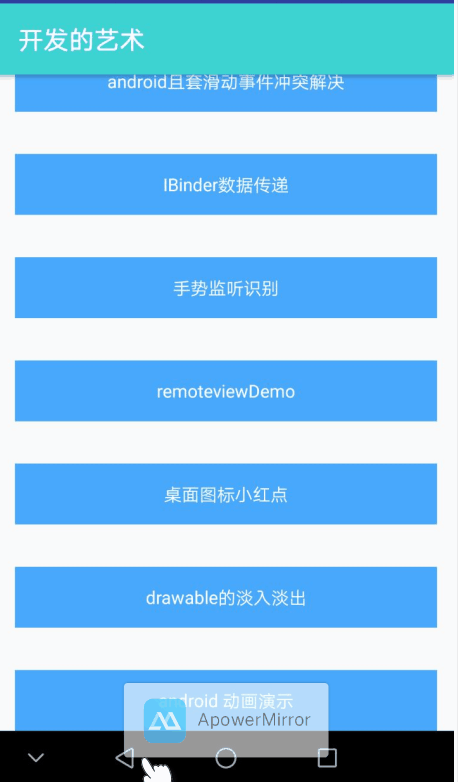 开发的艺术
android且套滑动事件冲突解决
IBinder数据传递
手势监听识别
remoteviewDemo
桌面图标小红点
drawable的淡入淡出
android 动画演示
ApowerMirror